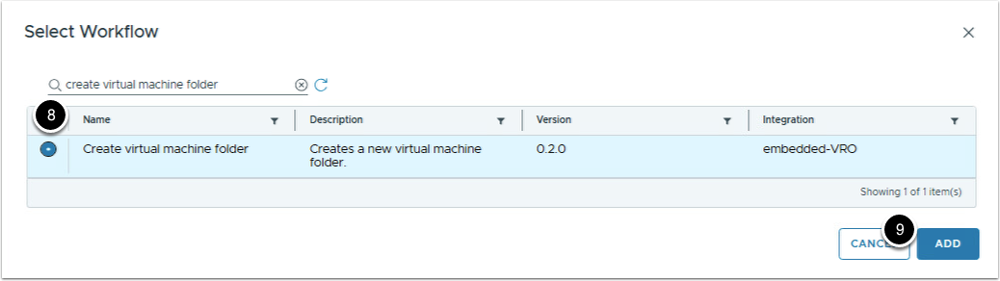 Select Workflow
create virtual machine folder
8
Name
Description
Version
Integration
Create virtual machine folder
Creates a new virtual machine
folder.
0.2.0
embedded-VRO
Showing 1 of 1 item(s)
9
ADD